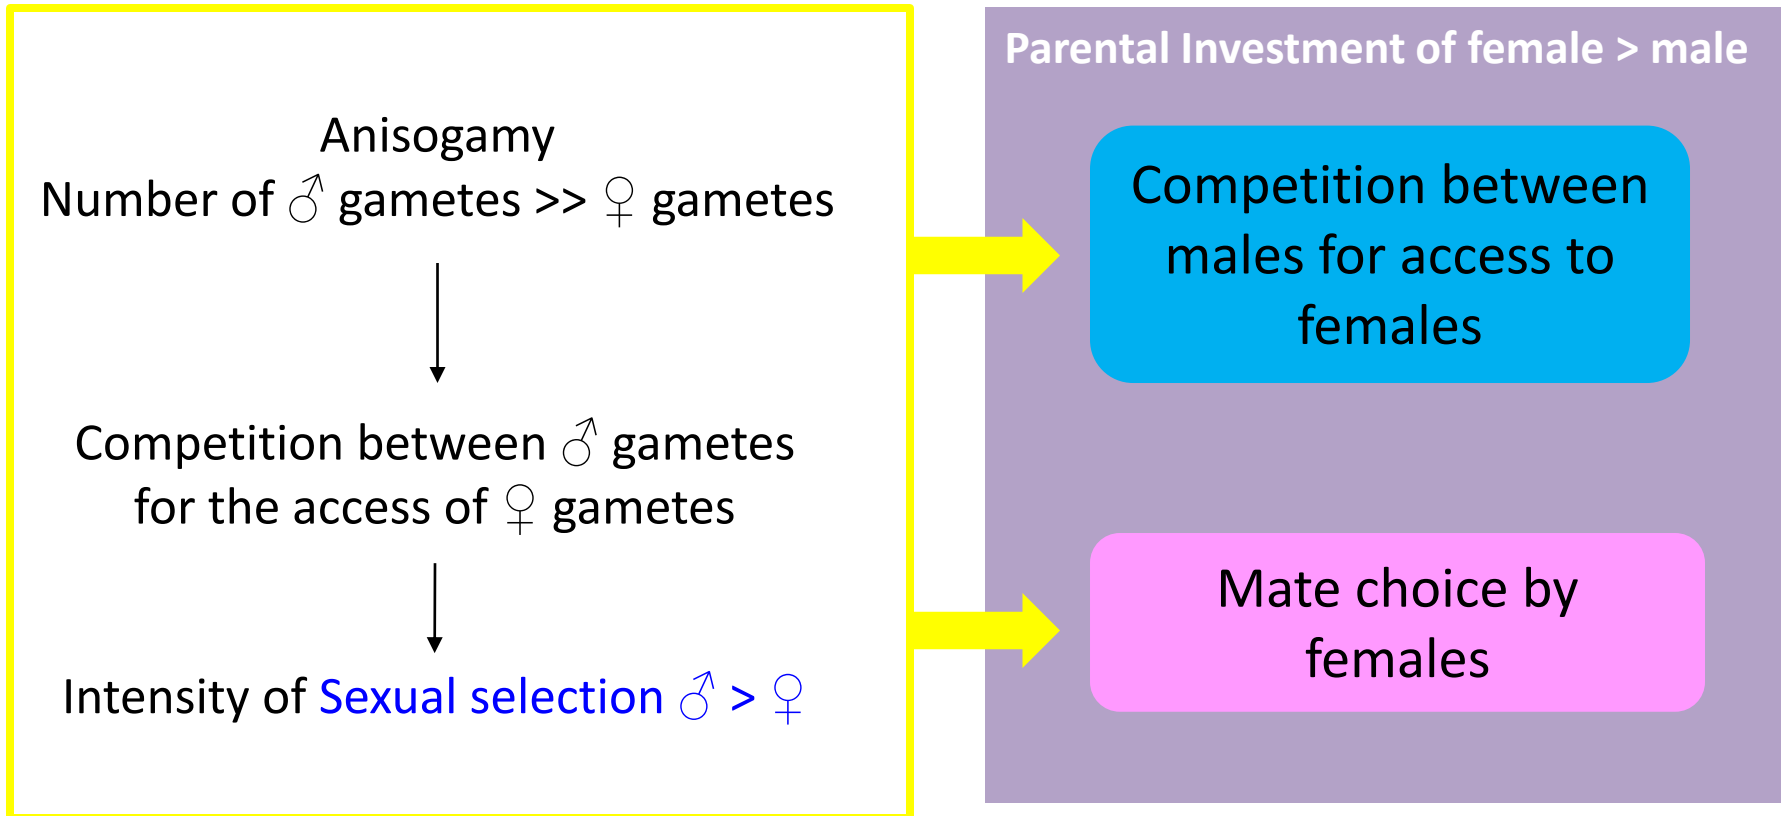 Anisogamy
Number of ♂ gametes >> ♀ gametes
Competition between ♂ gametes
for the access of ♀ gametes
Intensity of Sexual selection ♂ > ♀
Parental Investment of female > male
Competition between
males for access to
females
Mate choice by
females